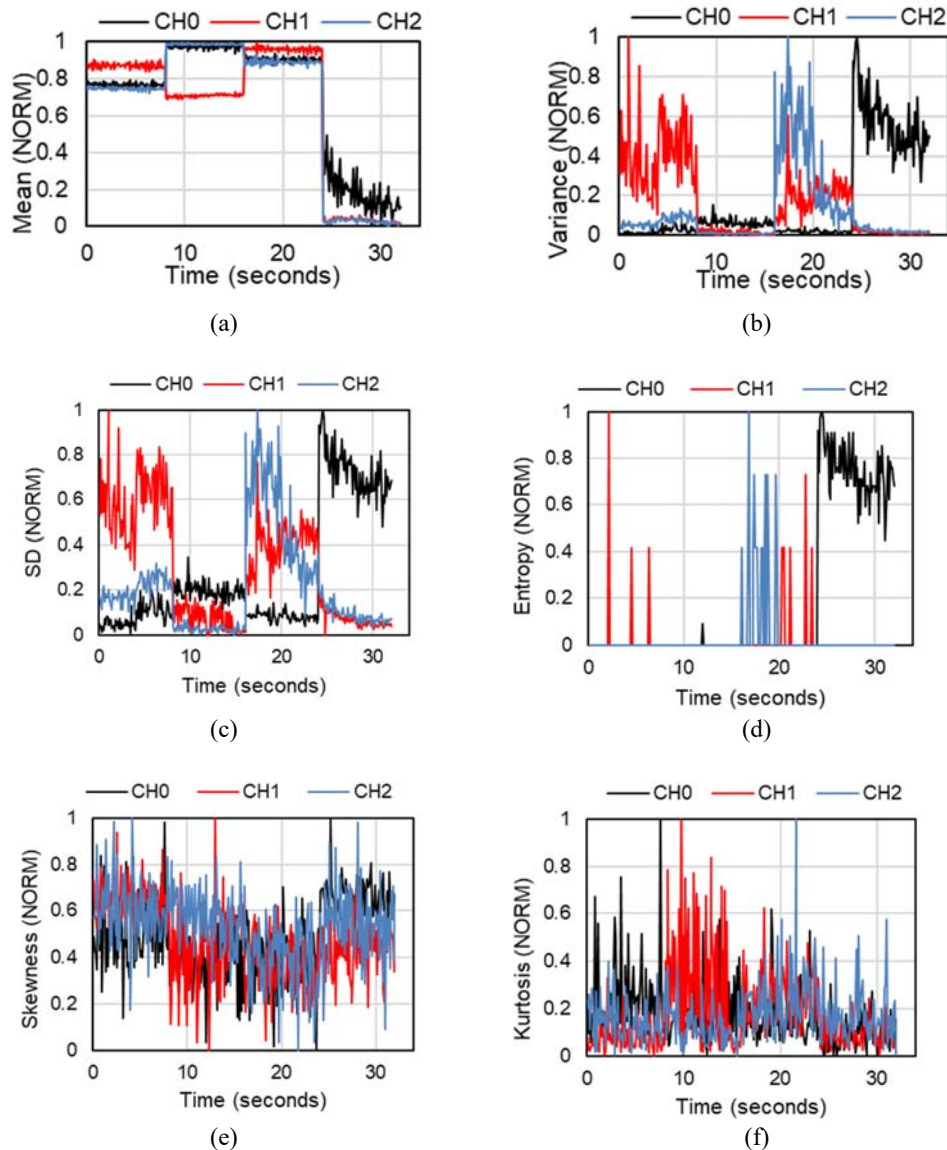 CH0 CH1 CH2
Mean (NORM)
1
0.8
0.6
0.4
0.2
0
0 10 20 30
Time (seconds)
(a)
CH0 CH1 CH2
Variance (NORM)
1
0.8
0.6
0.4
0.2
0
0 10 20 30
Time (seconds)
(b)
CH0 CH1 CH2
SD (NORM)
1
0.8
0.6
0.4
0.2
0
0 10 20 30
Time (seconds)
(c)
CH0 CH1 CH2
Entropy (NORM)
1
0.8
0.6
0.4
0.2
0
0 10 20 30
Time (seconds)
(d)
CH0 CH1 CH2
Skewness (NORM)
1
0.8
0.6
0.4
0.2
0
0 10 20 30
Time (seconds)
(e)
CH0 CH1 CH2
Kurtosis (NORM)
1
0.8
0.6
0.4
0.2
0
0 10 20 30
Time (seconds)
(f)